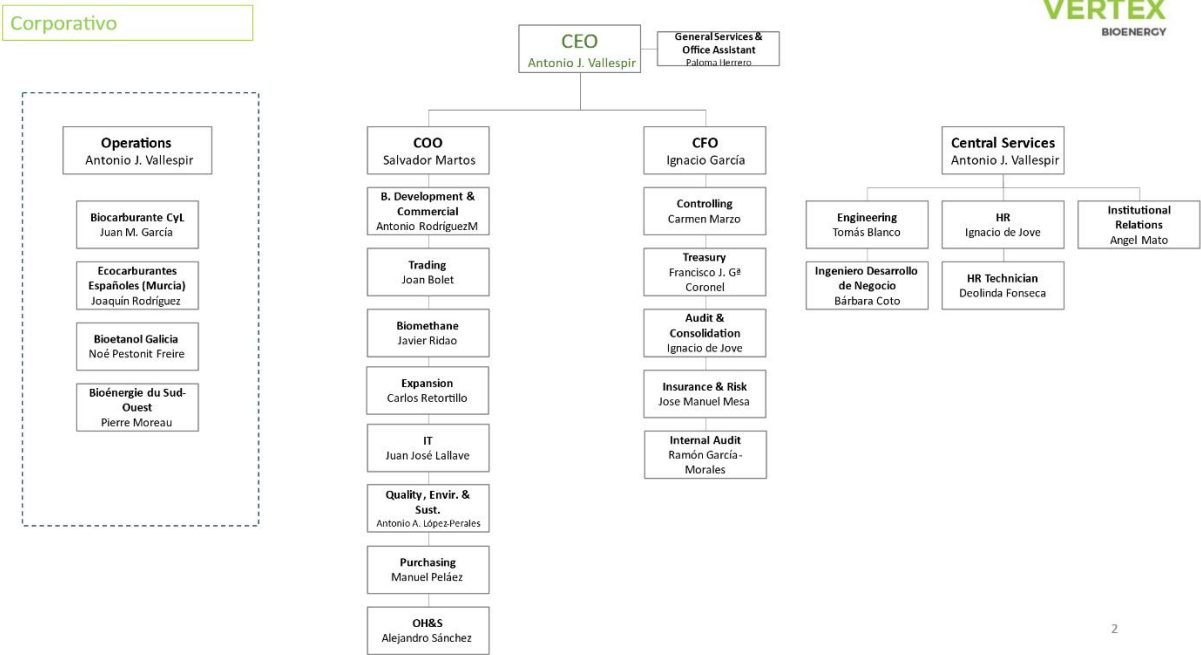 Corporativo
VERTEX
BIOENERGY
CEO
Antonio J. Vallespir
General Services &
Office Assistant
Paloma Herrero
Operations
Antonio J. Vallespir
Biocarburante CyL
Juan M. García
Ecocarburantes
Españoles (Murcia)
Joaquín Rodríguez
Bioetanol Galicia
Noé Pestonit Freire
Bioénergie du Sud-
Ouest
Pierre Moreau
COO
Salvador Martos
B. Development &
Commercial
Antonio RodríguezM
Trading
Joan Bolet
Biomethane
Javier Ridao
Expansion
Carlos Retortillo
IT
Juan José Lallave
Quality, Envir. &
Sust.
Antonio A. López-Perales
Purchasing
Manuel Peláez
OH&S
Alejandro Sánchez
CFO
Ignacio García
Controlling
Carmen Marzo
Treasury
Francisco J. Gª
Coronel
Audit &
Consolidation
Ignacio de Jove
Insurance & Risk
Jose Manuel Mesa
Internal Audit
Ramón García-
Morales
Central Services
Antonio J. Vallespir
Engineering
Tomás Blanco
Ingeniero Desarrollo
de Negocio
Bárbara Coto
HR
Ignacio de Jove
HR Technician
Deolinda Fonseca
Institutional
Relations
Angel Mato
2